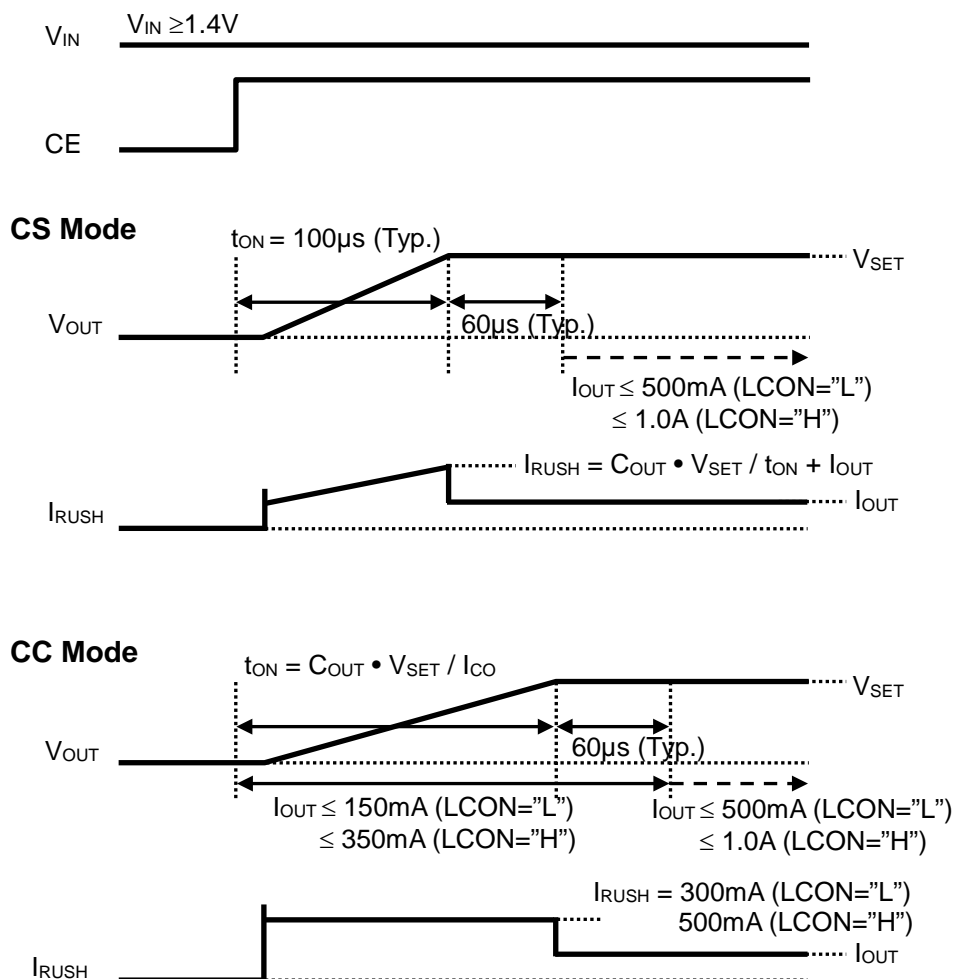 VIN VIN ≥1.4V
CE
CS Mode
tON = 100µs (Typ.)
VSET
VOUT
60µs (Typ.)
IOUT ≤ 500mA (LCON=”L”)
≤ 1.0A (LCON=”H”)
IRUSH = COUT • VSET / tON + IOUT
IRUSH
IOUT
CC Mode
tON = COUT • VSET / ICO
VSET
VOUT
60µs (Typ.)
IOUT ≤ 150mA (LCON=”L”) IOUT ≤ 500mA (LCON=”L”)
≤ 350mA (LCON=”H”) ≤ 1.0A (LCON=”H”)
IRUSH = 300mA (LCON=”L”)
500mA (LCON=”H”)
IOUT
IRUSH